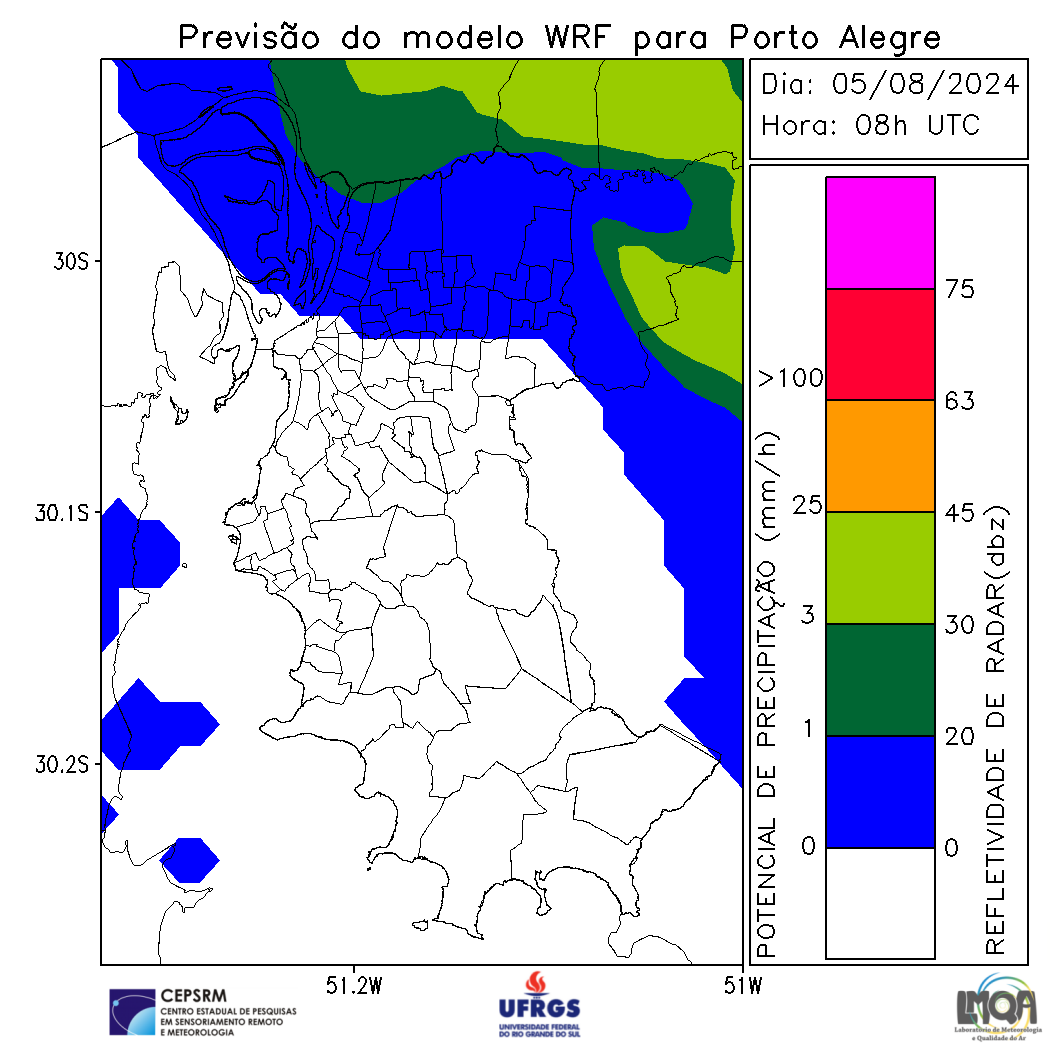 Previsão do modelo WRF para Porto Alegre
Dia: 05/08/2024
Hora: 08h UTC
30S
30.1S
30.2S
51.2W
51W
POTENCIAL DE PRECIPITAÇÃO (mm/h)
>100
25
3
1
0
75
63
45
30
20
0
REFLETIVIDADE DE RADAR(dbz)
CEPSRM
CENTRO ESTADUAL DE PESQUISAS
EM SENSORIAMENTO REMOTO
E METEOROLOGIA
UFRGS
UNIVERSIDADE FEDERAL
DO RIO GRANDE DO SUL
LMQA
Laboratório de Meteorologia
e Qualidade do Ar